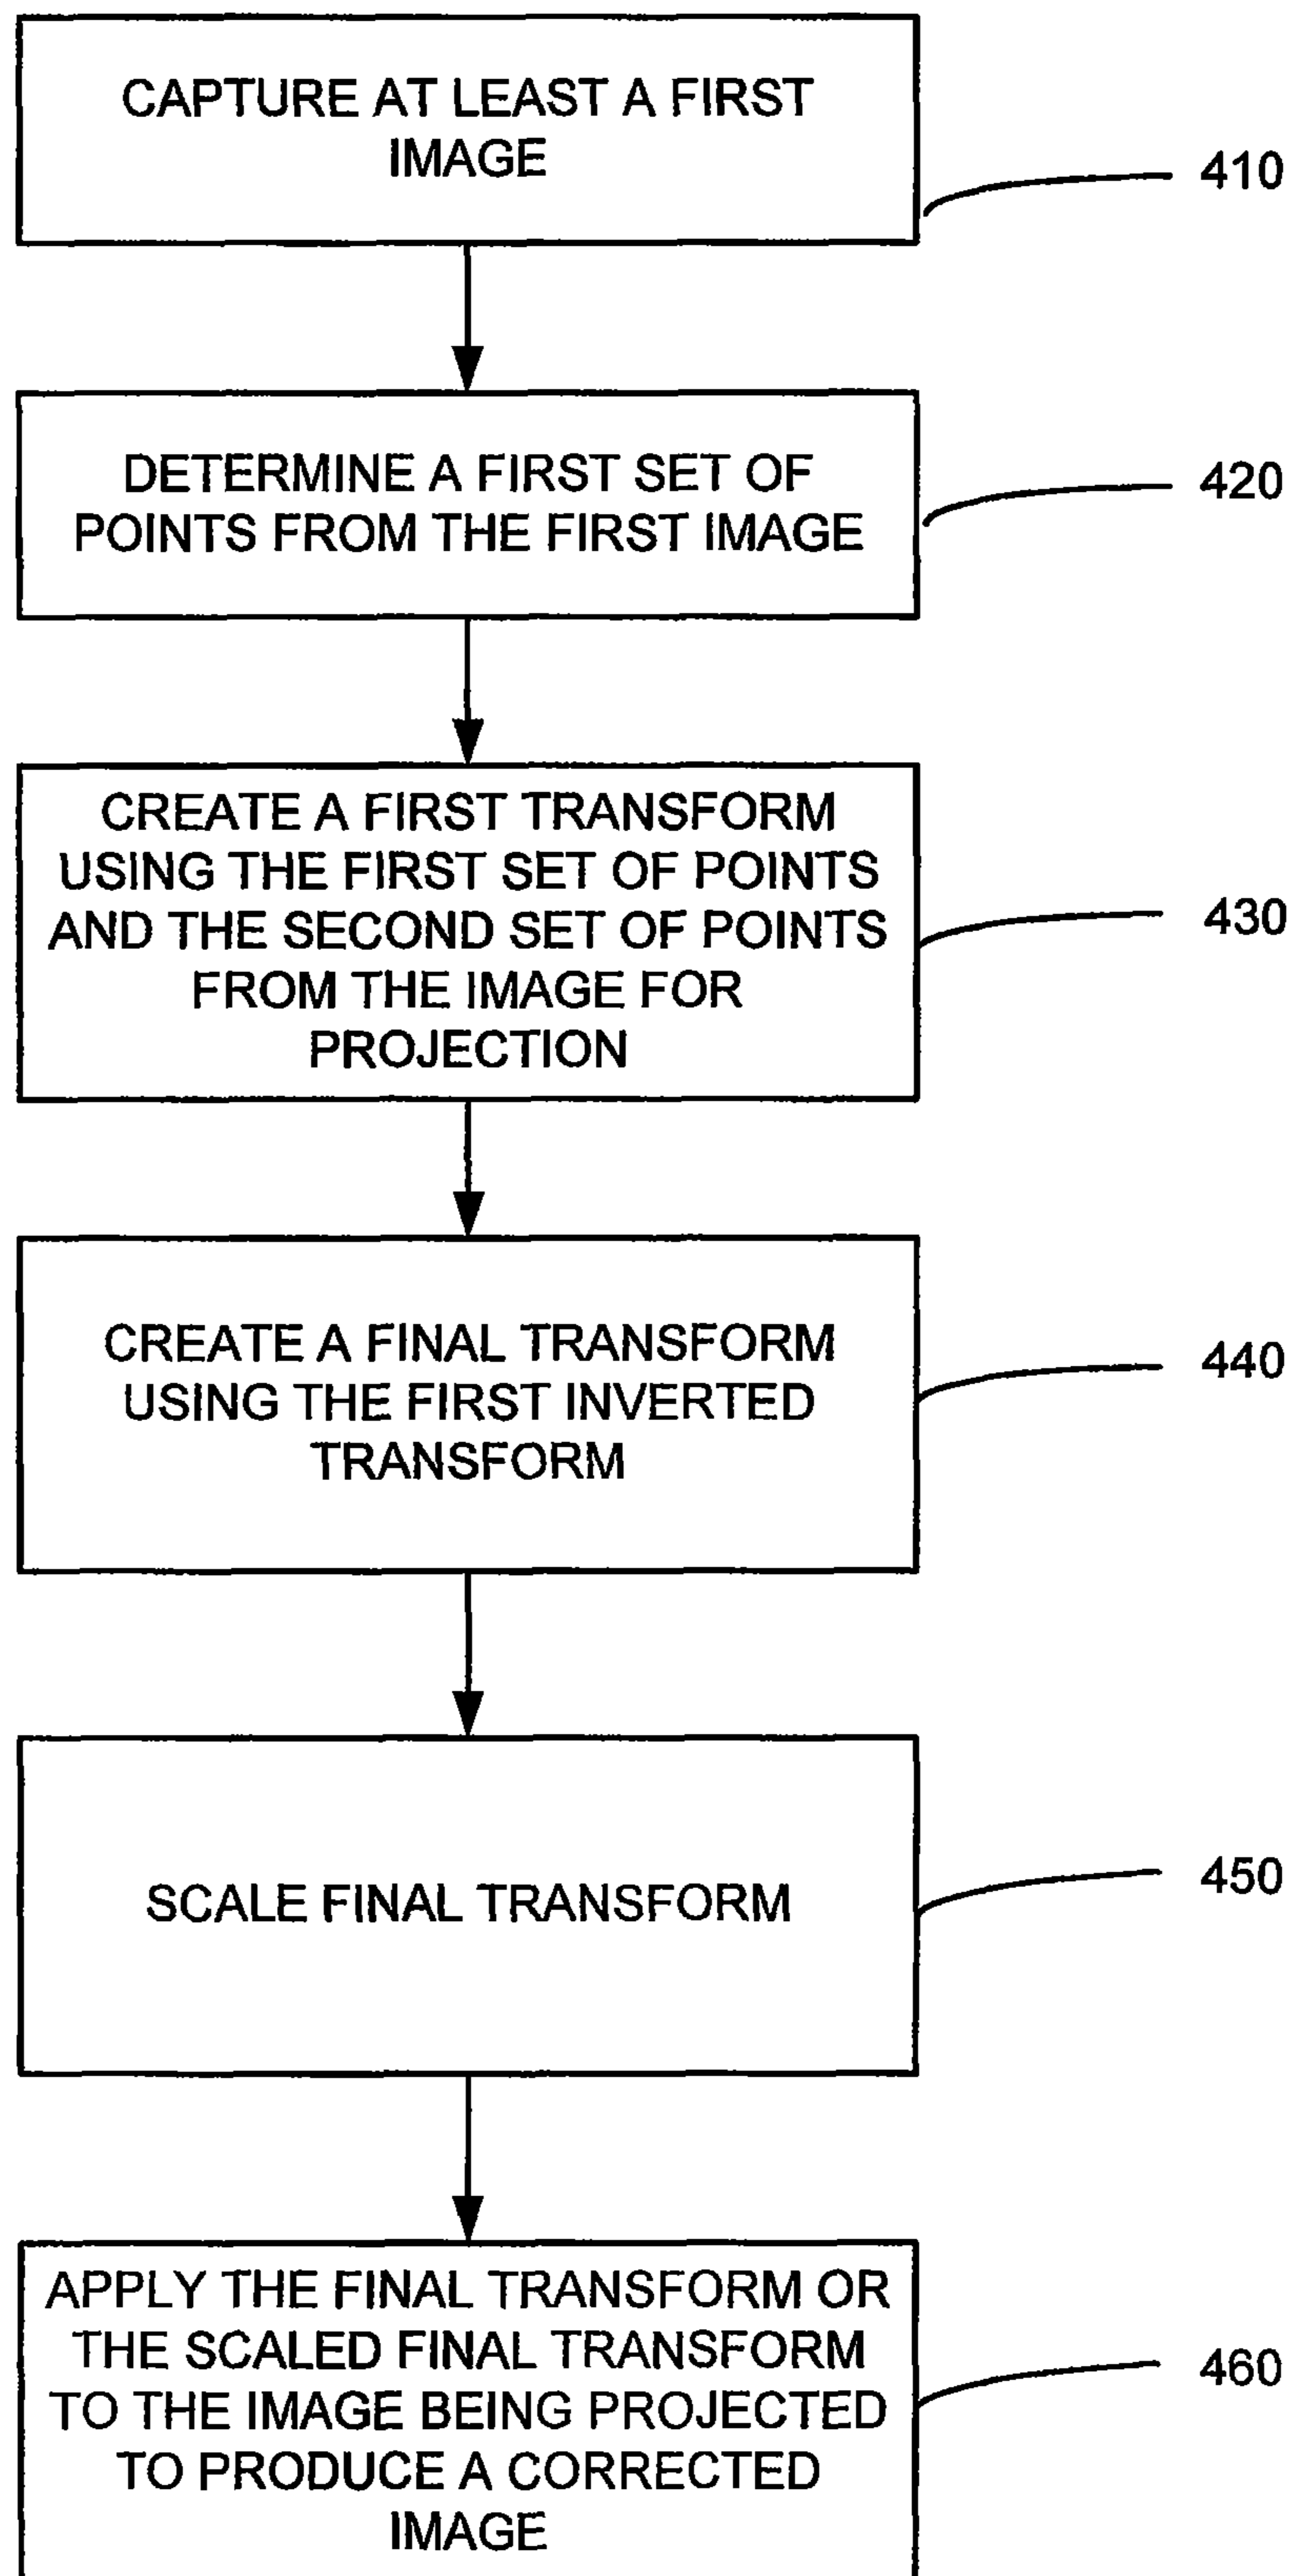 CAPTURE AT LEAST A FIRST
IMAGE
410
DETERMINE A FIRST SET OF
POINTS FROM THE FIRST IMAGE
420
CREATE A FIRST TRANSFORM
USING THE FIRST SET OF POINTS
AND THE SECOND SET OF POINTS
FROM THE IMAGE FOR
PROJECTION
430
CREATE A FINAL TRANSFORM
USING THE FIRST INVERTED
TRANSFORM
440
SCALE FINAL TRANSFORM
450
APPLY THE FINAL TRANSFORM OR
THE SCALED FINAL TRANSFORM
TO THE IMAGE BEING PROJECTED
TO PRODUCE A CORRECTED
IMAGE
460